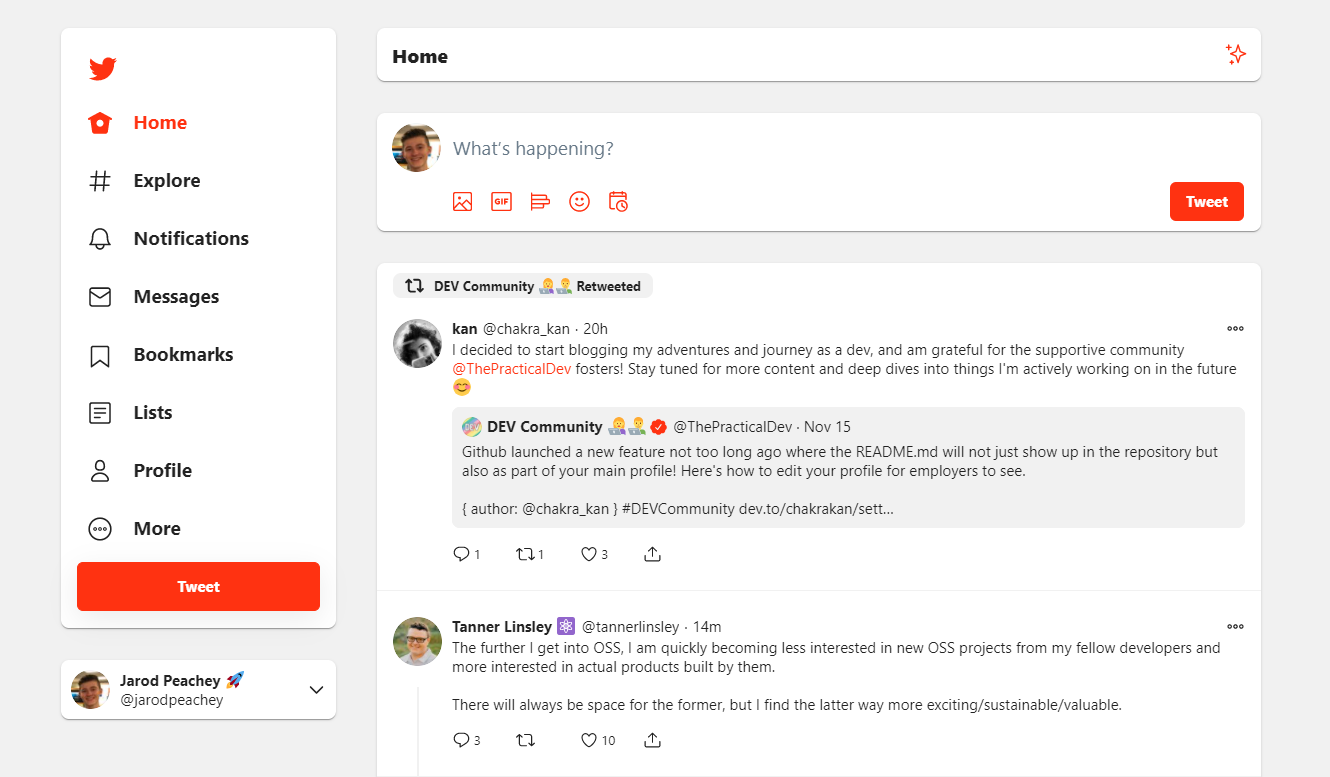 Home
Explore
Notifications
Messages
Bookmarks
Lists
Profile
More
Tweet
Jarod Peachey 🚀
@jarodpeachey
Home
What's happening?
GIF
Tweet
DEV Community 👩‍💻👨‍💻 Retweeted
kan @chakra_kan · 20h
I decided to start blogging my adventures and journey as a dev, and am grateful for the supportive community
@ThePracticalDev fosters! Stay tuned for more content and deep dives into things I'm actively working on in the future
😊
DEV
DEV Community 👩‍💻👨‍💻 @ThePracticalDev · Nov 15
Github launched a new feature not too long ago where the README.md will not just show up in the repository but
also as part of your main profile! Here's how to edit your profile for employers to see.
{ author: @chakra_kan } #DEVCommunity dev.to/chakrakan/sett…
1 1 3
Tanner Linsley ⚛️ @tannerlinsley · 14m
The further I get into OSS, I am quickly becoming less interested in new OSS projects from my fellow developers and
more interested in actual products built by them.
There will always be space for the former, but I find the latter way more exciting/sustainable/valuable.
3 10